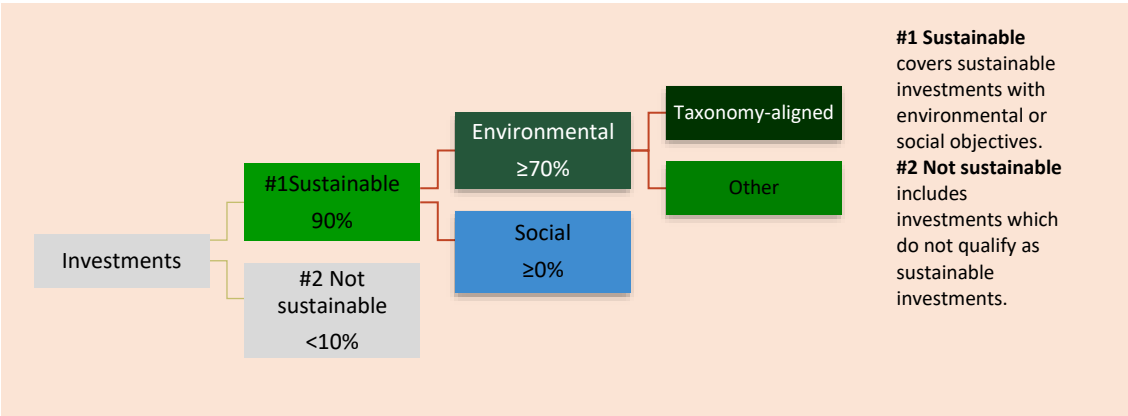 Investments
#1Sustainable
90%
#2 Not
sustainable
<10%
Environmental
≥70%
Social
≥0%
Taxonomy-aligned
Other
#1 Sustainable
covers sustainable
investments with
environmental or
social objectives.
#2 Not sustainable
includes
investments which
do not qualify as
sustainable
investments.